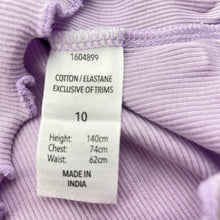 1604899
COTTON / ELASTANE
EXCLUSIVE OF TRIMS
10
Height: 140cm
Chest: 74cm
Waist: 62cm
MADE IN
INDIA